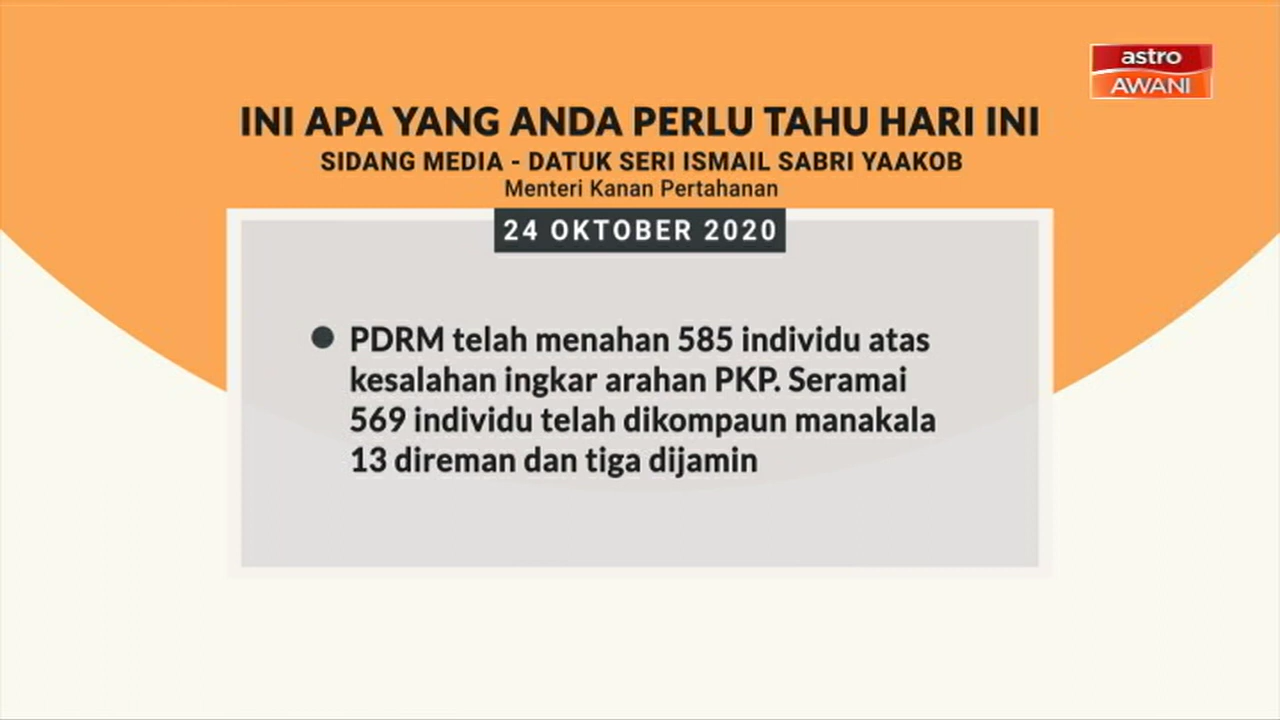 astro
AWANI
INI APA YANG ANDA PERLU TAHU HARI INI
SIDANG MEDIA - DATUK SERI ISMAIL SABRI YAAKOB
Menteri Kanan Pertahanan
24 OKTOBER 2020
PDRM telah menahan 585 individu atas
kesalahan ingkar arahan PKP. Seramai
569 individu telah dikompaun manakala
13 direman dan tiga dijamin